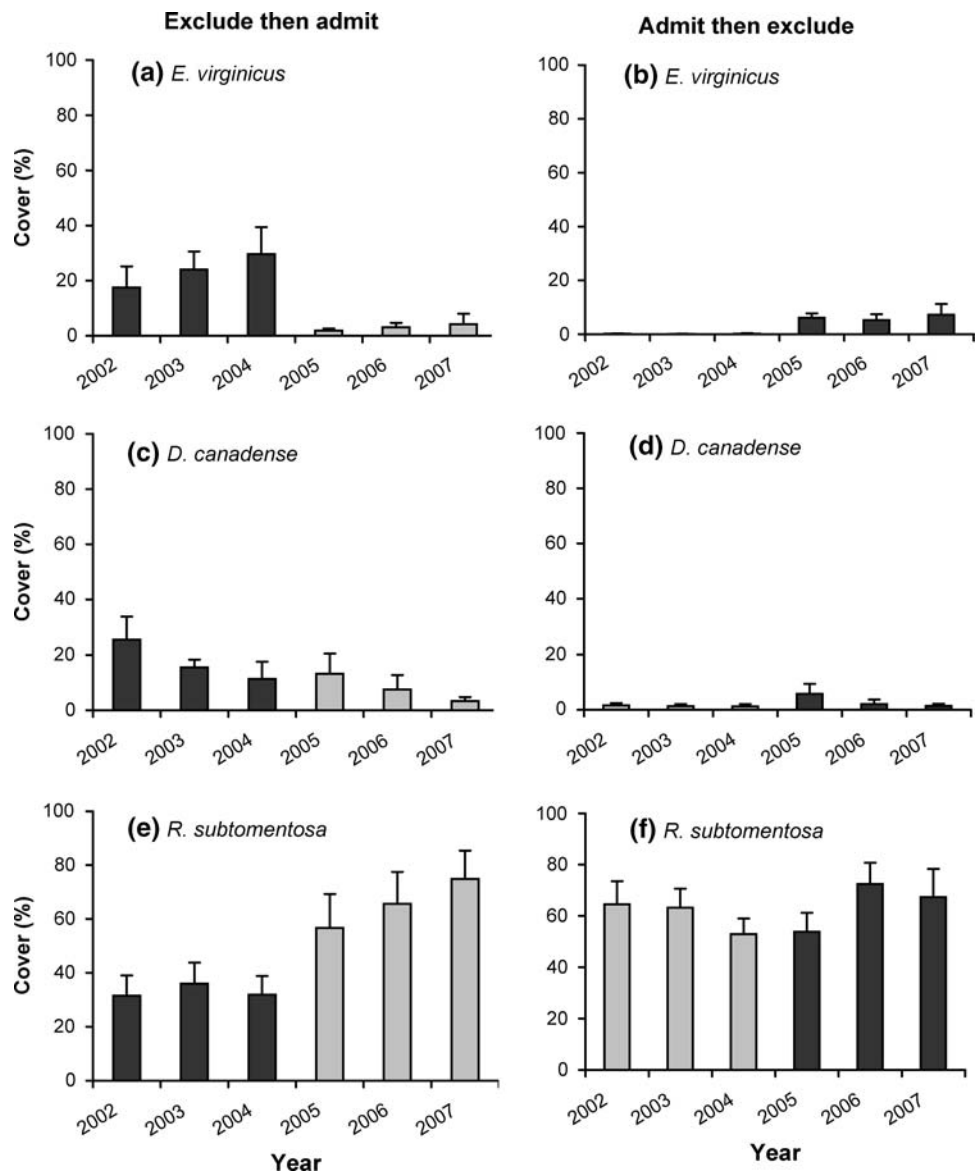 Exclude then admit
Admit then exclude
(a) E. virginicus
Cover (%)
100
80
60
40
20
0
2002 2003 2004 2005 2006 2007
(b) E. virginicus
100
80
60
40
20
0
2002 2003 2004 2005 2006 2007
(c) D. canadense
Cover (%)
100
80
60
40
20
0
2002 2003 2004 2005 2006 2007
(d) D. canadense
100
80
60
40
20
0
2002 2003 2004 2005 2006 2007
(e) R. subtomentosa
Cover (%)
100
80
60
40
20
0
2002 2003 2004 2005 2006 2007
Year
(f) R. subtomentosa
100
80
60
40
20
0
2002 2003 2004 2005 2006 2007
Year